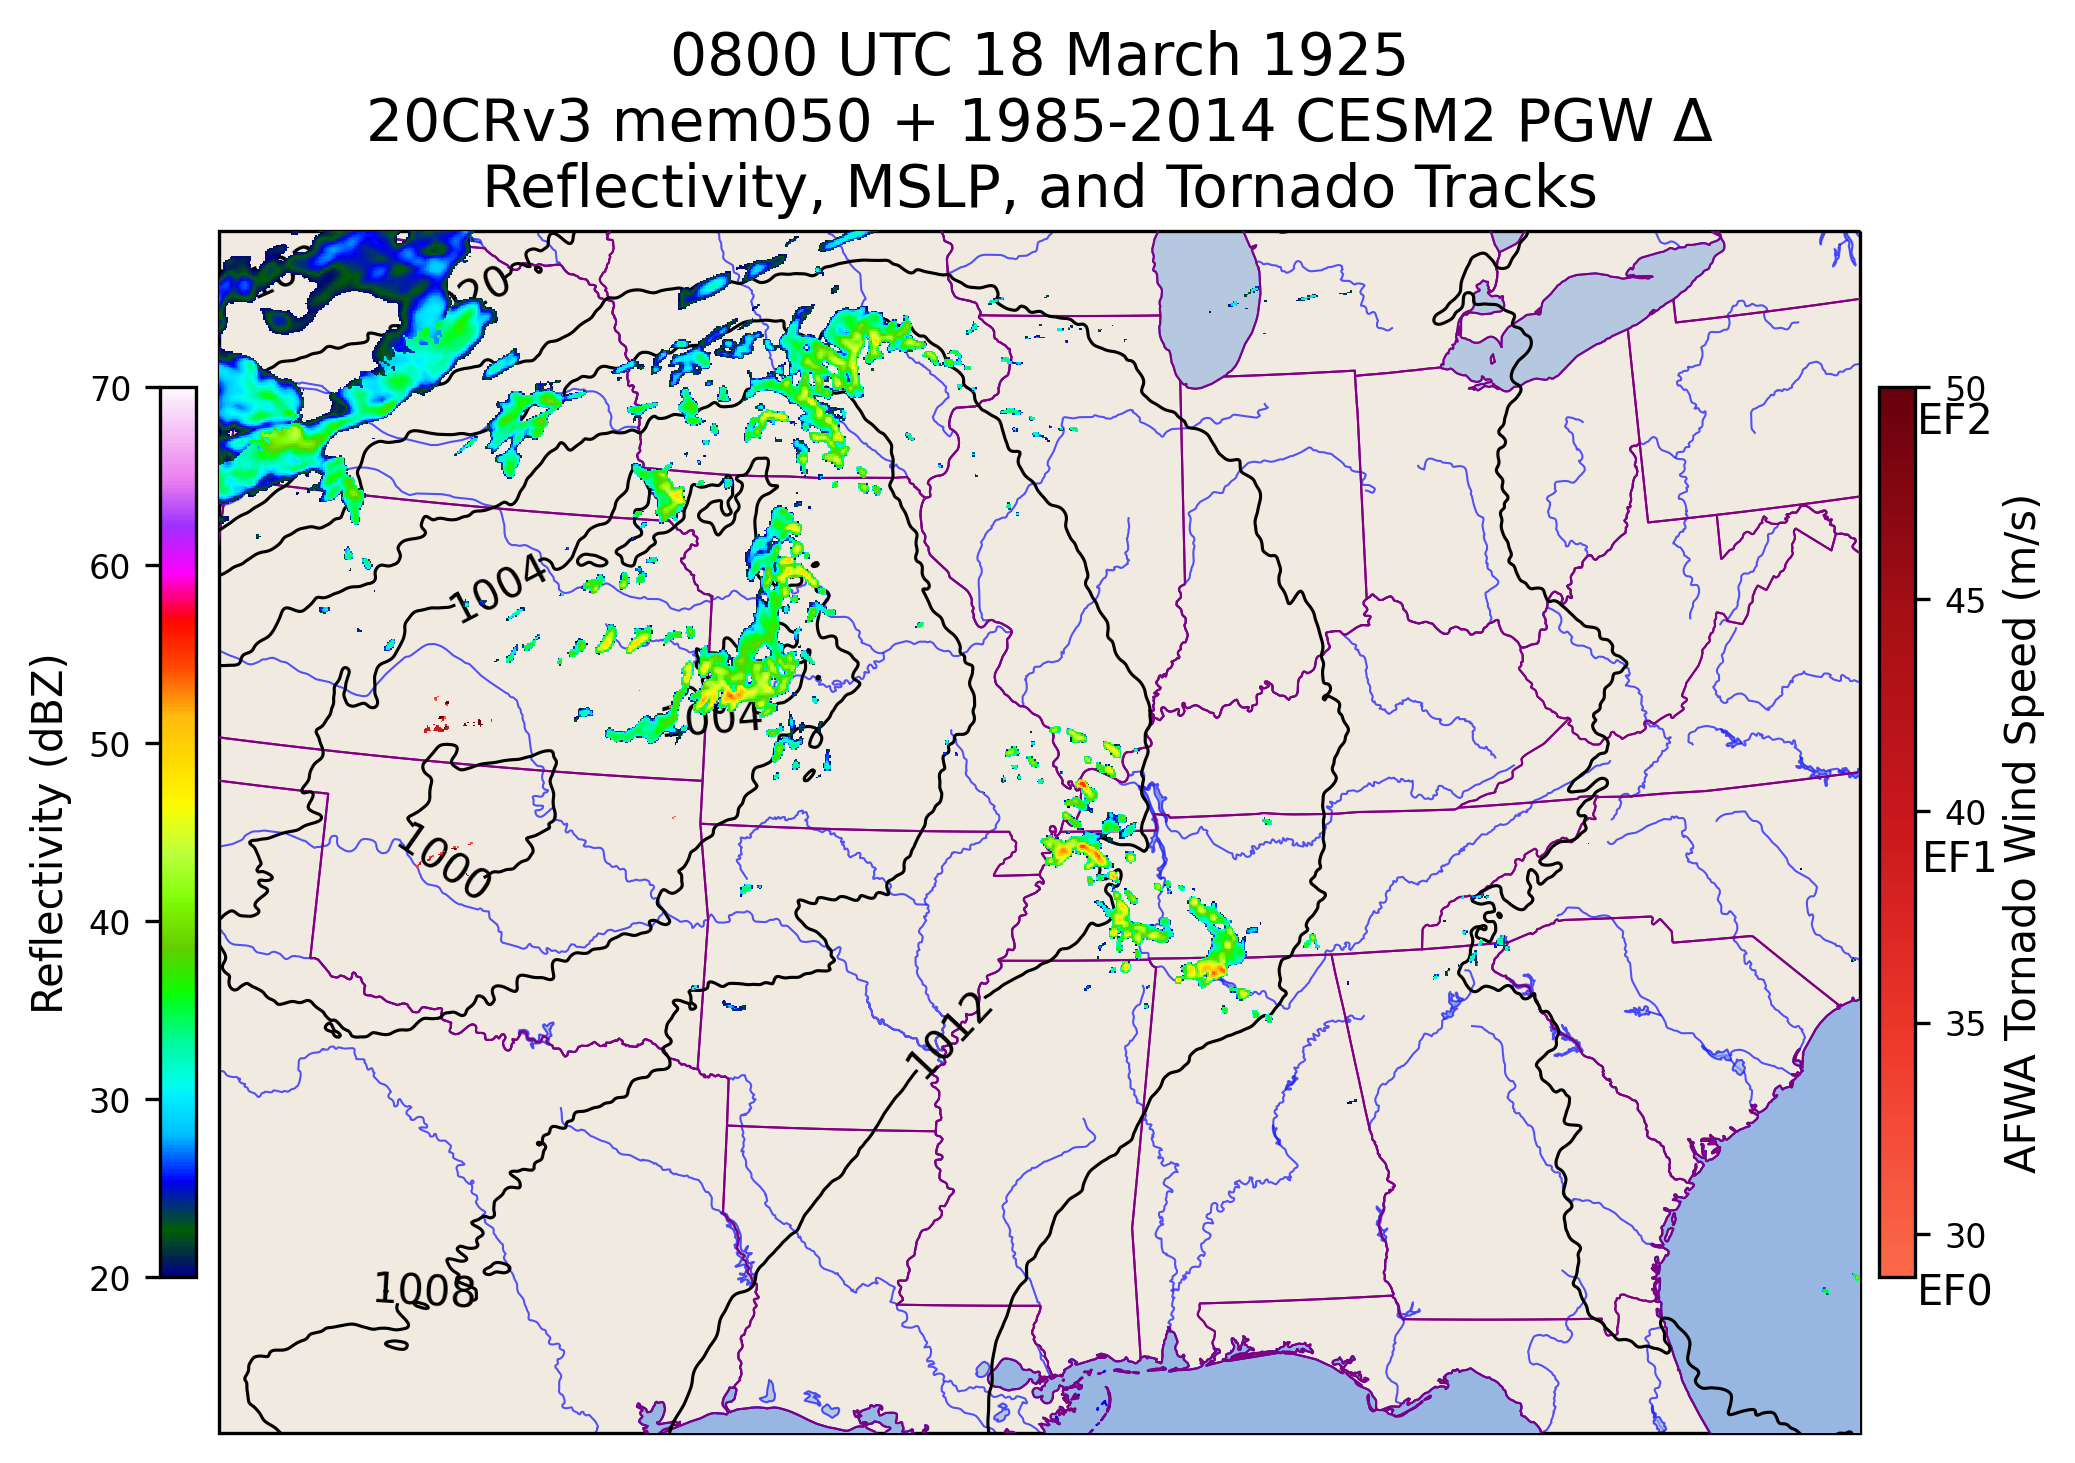 0800 UTC 18 March 1925
20CRv3 mem050 + 1985-2014 CESM2 PGW Δ
Reflectivity, MSLP, and Tornado Tracks
70
60
50
40
30
20
Reflectivity (dBZ)
1004
1004
1000
1012
1008
50
EF2
45
40
EF1
35
30
EF0
AFWA Tornado Wind Speed (m/s)